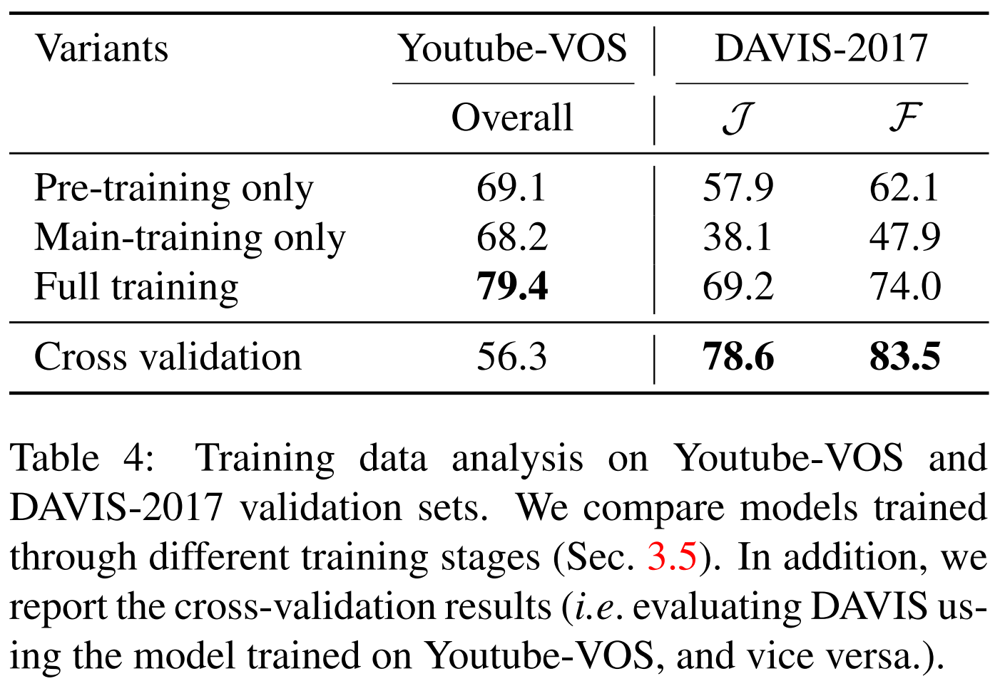 Variants Youtube-VOS DAVIS-2017
Overall 𝒥 ℱ
Pre-training only 69.1 57.9 62.1
Main-training only 68.2 38.1 47.9
Full training 79.4 69.2 74.0
Cross validation 56.3 78.6 83.5
Table 4: Training data analysis on Youtube-VOS and
DAVIS-2017 validation sets. We compare models trained
through different training stages (Sec. 3.5). In addition, we
report the cross-validation results (i.e. evaluating DAVIS us-
ing the model trained on Youtube-VOS, and vice versa.).